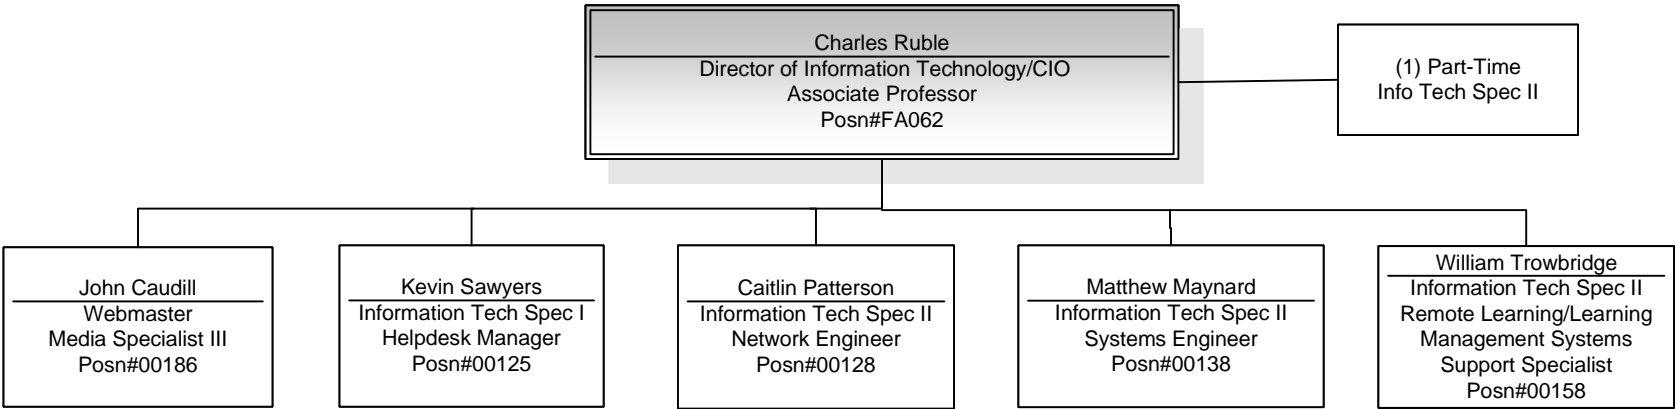 Charles Ruble
Director of Information Technology/CIO
Associate Professor
Posn#FA062
(1) Part-Time
Info Tech Spec II
John Caudill
Webmaster
Media Specialist III
Posn#00186
Kevin Sawyers
Information Tech Spec I
Helpdesk Manager
Posn#00125
Caitlin Patterson
Information Tech Spec II
Network Engineer
Posn#00128
Matthew Maynard
Information Tech Spec II
Systems Engineer
Posn#00138
William Trowbridge
Information Tech Spec II
Remote Learning/Learning
Management Systems
Support Specialist
Posn#00158